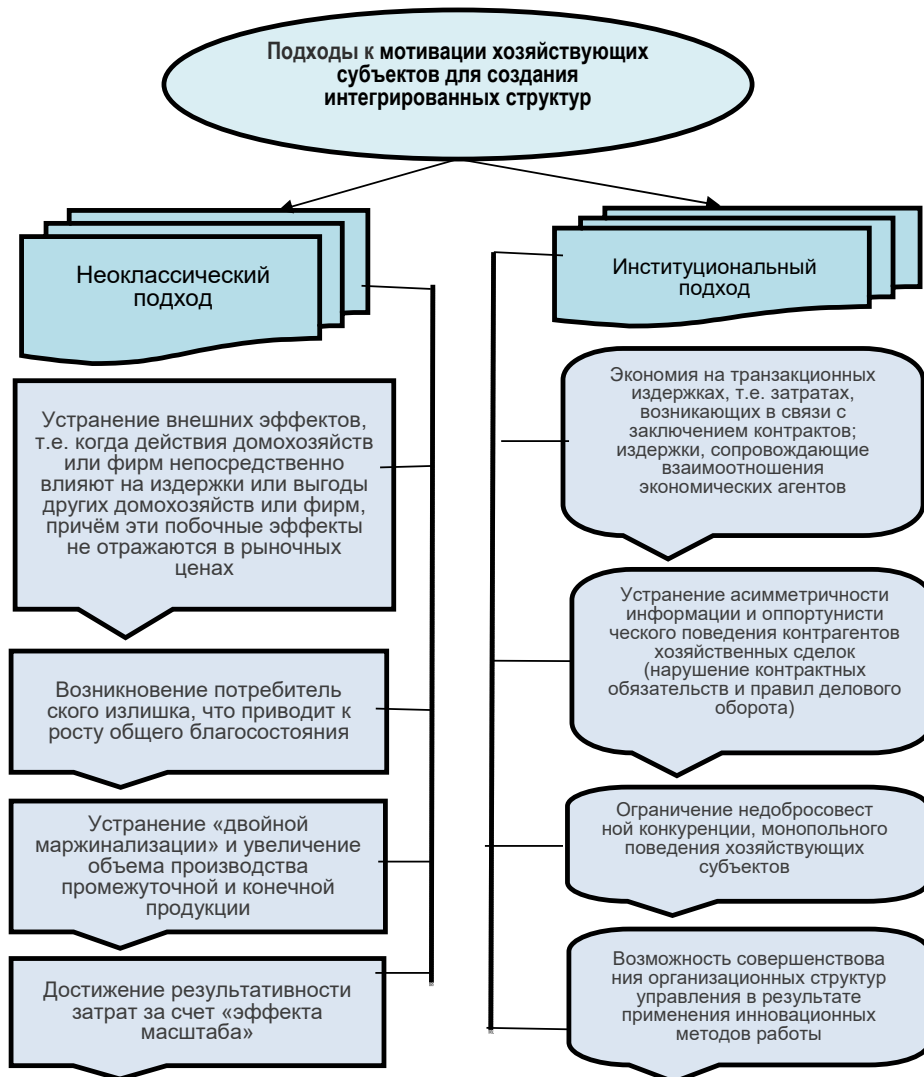 Подходы к мотивации хозяйствующих
субъектов для создания
интегрированных структур
Неоклассический
подход
Устранение внешних эффектов,
т.е. когда действия домохозяйств
или фирм непосредственно
влияют на издержки или выгоды
других домохозяйств или фирм,
причём эти побочные эффекты
не отражаются в рыночных
ценах
Возникновение потребитель
ского излишка, что приводит к
росту общего благосостояния
Устранение «двойной
маржинализации» и увеличение
объема производства
промежуточной и конечной
продукции
Достижение результативности
затрат за счет «эффекта
масштаба»
Институциональный
подход
Экономия на транзакционных
издержках, т.е. затратах,
возникающих в связи с
заключением контрактов;
издержки, сопровождающие
взаимоотношения
экономических агентов
Устранение асимметричности
информации и оппортунисти
ческого поведения контрагентов
хозяйственных сделок
(нарушение контрактных
обязательств и правил делового
оборота)
Ограничение недобросовест
ной конкуренции, монопольного
поведения хозяйствующих
субъектов
Возможность совершенствова
ния организационных структур
управления в результате
применения инновационных
методов работы